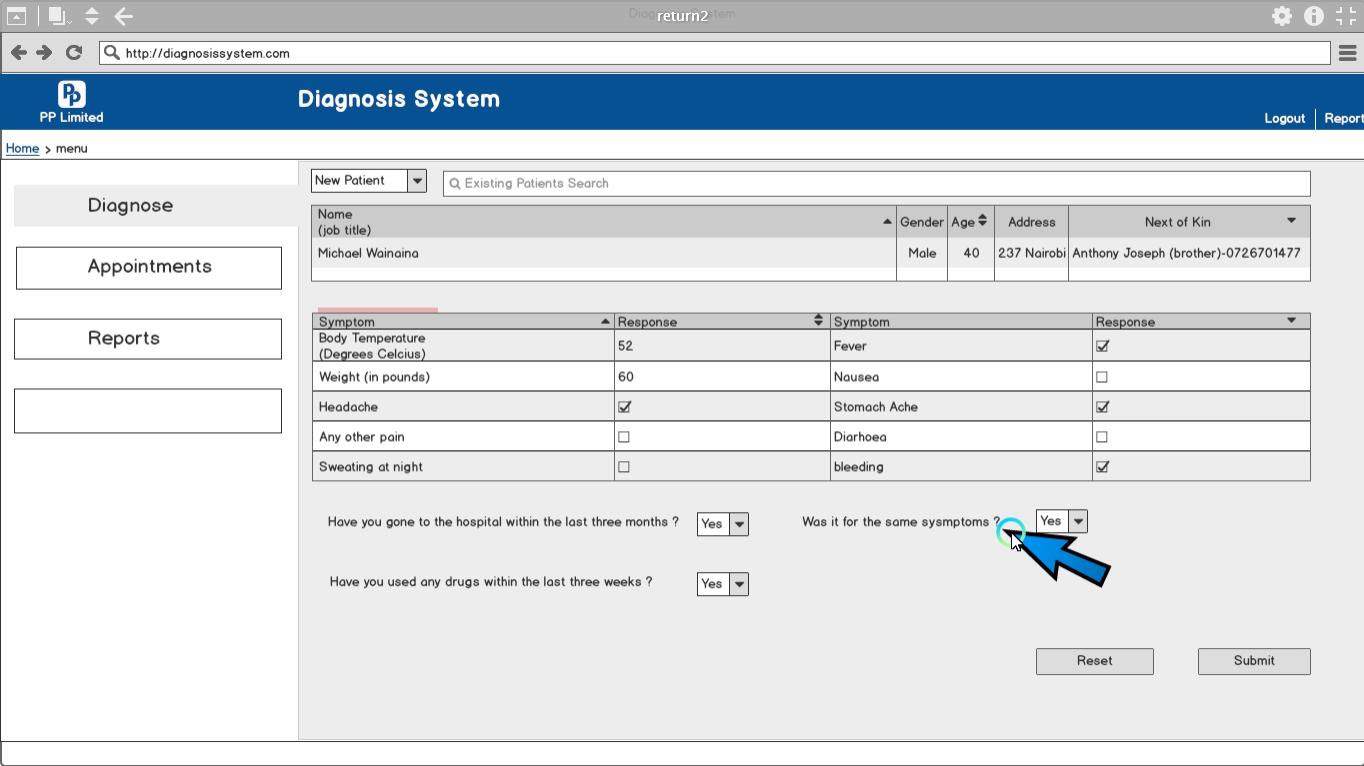 Diagnosis System
return2
http://diagnosissystem.com
Pp
PP Limited
Diagnosis System
Logout
Report
Home > menu
Diagnose
Appointments
Reports
New Patient
Existing Patients Search
Name
(job title)
Gender
Age
Address
Next of Kin
Michael Wainaina
Male
40
237 Nairobi
Anthony Joseph (brother)-0726701477
Symptom
Response
Symptom
Response
Body Temperature
(Degrees Celcius)
52
Fever
Weight (in pounds)
60
Nausea
Headache
Stomach Ache
Any other pain
Diarhoea
Sweating at night
bleeding
Have you gone to the hospital within the last three months ?
Yes
Was it for the same sysmptoms ?
Yes
Have you used any drugs within the last three weeks ?
Yes
Reset
Submit